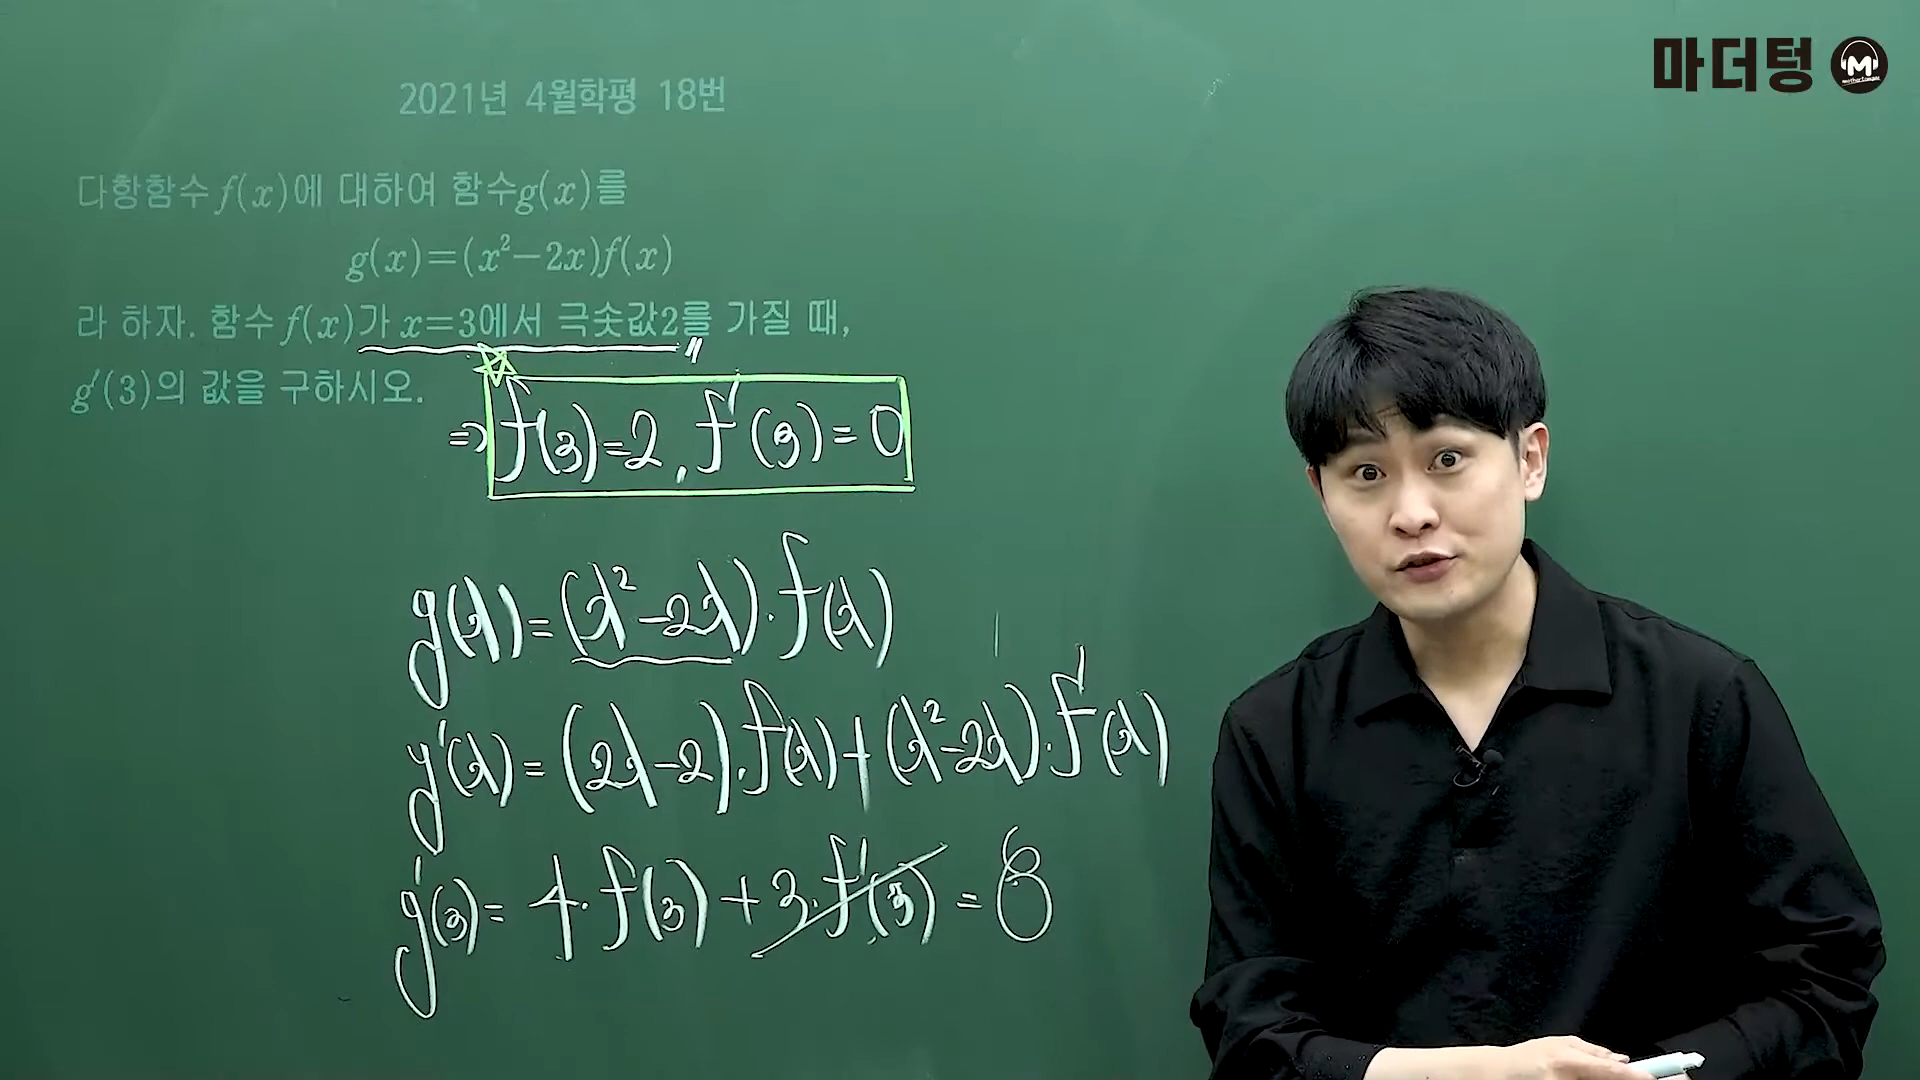 마더텅 M
2021년 4월학평 18번
다항함수 f(x)에 대하여 함수g(x)를
g(x)=(x²-2x)f(x)
라 하자. 함수 f(x)가 x=3에서 극솟값2를 가질 때,
g′(3)의 값을 구하시오.
⇒ f(3)=2, f′(3)=0
g(x)=(x²-2x)·f(x)
g′(x)=(2x-2)·f(x)+(x²-2x)·f′(x)
g′(3)=4·f(3)+3·f′(3)=8